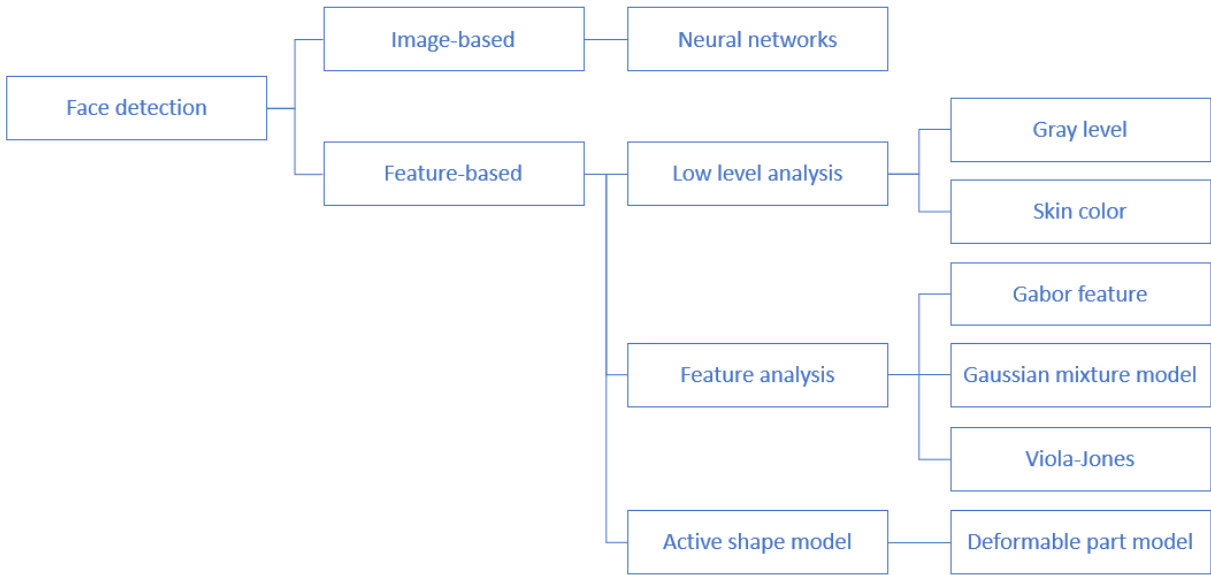 Face detection
Image-based
Neural networks
Feature-based
Low level analysis
Gray level
Skin color
Feature analysis
Gabor feature
Gaussian mixture model
Viola-Jones
Active shape model
Deformable part model